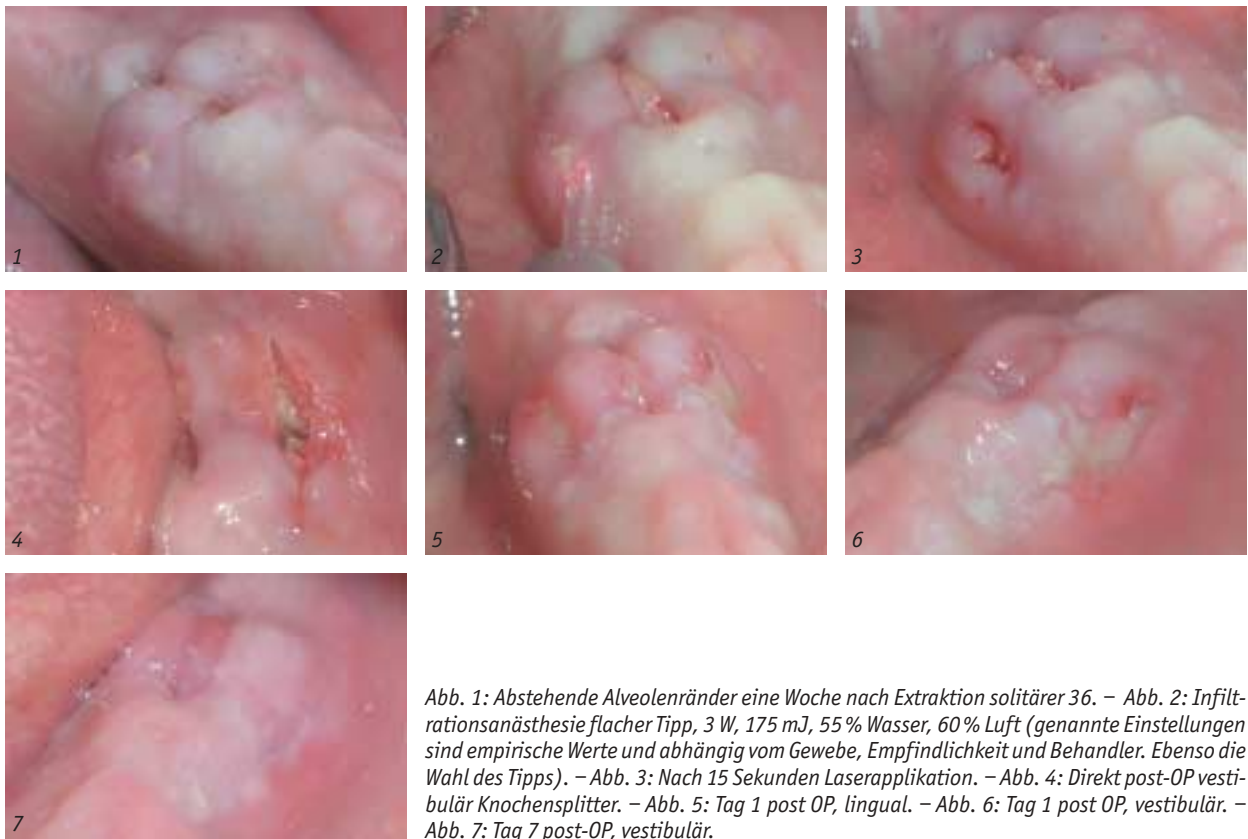 1
2
3
4
5
6
7
Abb. 1: Abstehende Alveolenränder eine Woche nach Extraktion solitärer 36. – Abb. 2: Infilt-
rationsanästhesie flacher Tipp, 3 W, 175 mJ, 55 % Wasser, 60 % Luft (genannte Einstellungen
sind empirische Werte und abhängig vom Gewebe, Empfindlichkeit und Behandler. Ebenso die
Wahl des Tipps). – Abb. 3: Nach 15 Sekunden Laserapplikation. – Abb. 4: Direkt post-OP vesti-
bulär Knochensplitter. – Abb. 5: Tag 1 post OP, lingual. – Abb. 6: Tag 1 post OP, vestibulär. –
Abb. 7: Tag 7 post-OP, vestibulär.